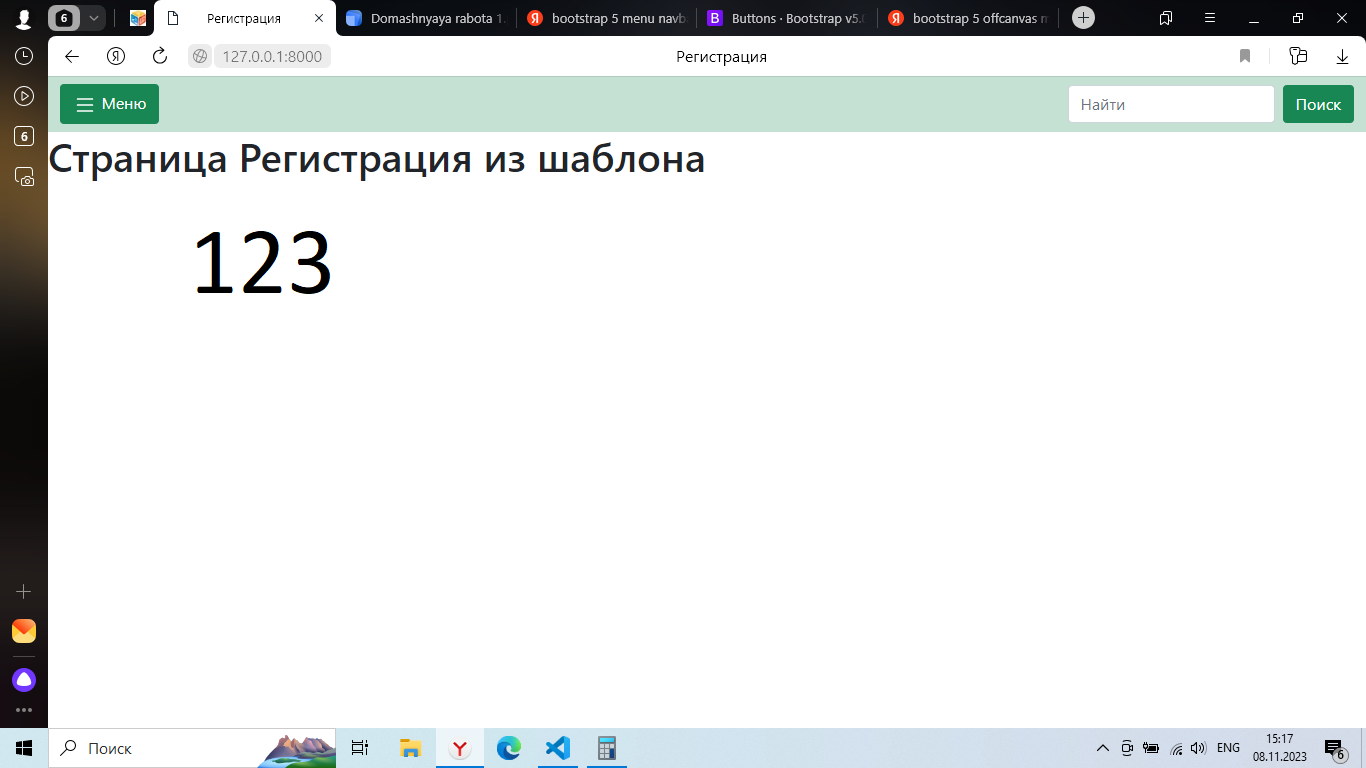 6
Регистрация
Domashnyaya rabota 1.
bootstrap 5 menu navb
Buttons · Bootstrap v5.
bootstrap 5 offcanvas m
127.0.0.1:8000
Регистрация
6
Меню
Найти
Поиск
Страница Регистрация из шаблона
123
Поиск
ENG
15:17
08.11.2023
6